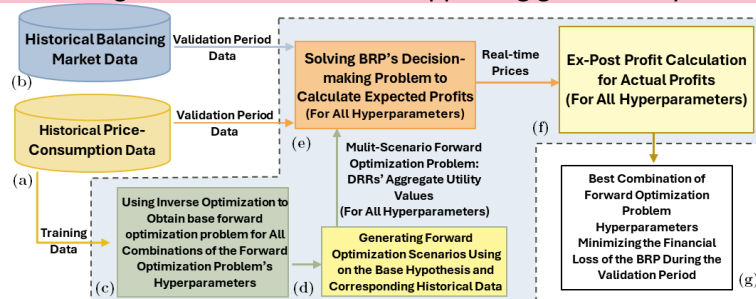 Historical Balancing
Market Data
(b)
Validation Period
Data
Historical Price-
Consumption Data
(a)
Validation Period
Data
Training
Data
Solving BRP's Decision-
making Problem to
Calculate Expected Profits
(For All Hyperparameters)
(e)
Real-time
Prices
Ex-Post Profit Calculation
for Actual Profits
(For All Hyperparameters)
(f)
Mulit-Scenario Forward
Optimization Problem:
DRRs' Aggregate Utility
Values
(For All Hyperparameters)
Using Inverse Optimization to
Obtain base forward
optimization problem for All
Combinations of the Forward
Optimization Problem's
Hyperparameters
(c)
Generating Forward
Optimization Scenarios Using
on the Base Hypothesis and
Corresponding Historical Data
(d)
Best Combination of
Forward Optimization
Problem
Hyperparameters
Minimizing the Financial
Loss of the BRP During the
Validation Period
(g)